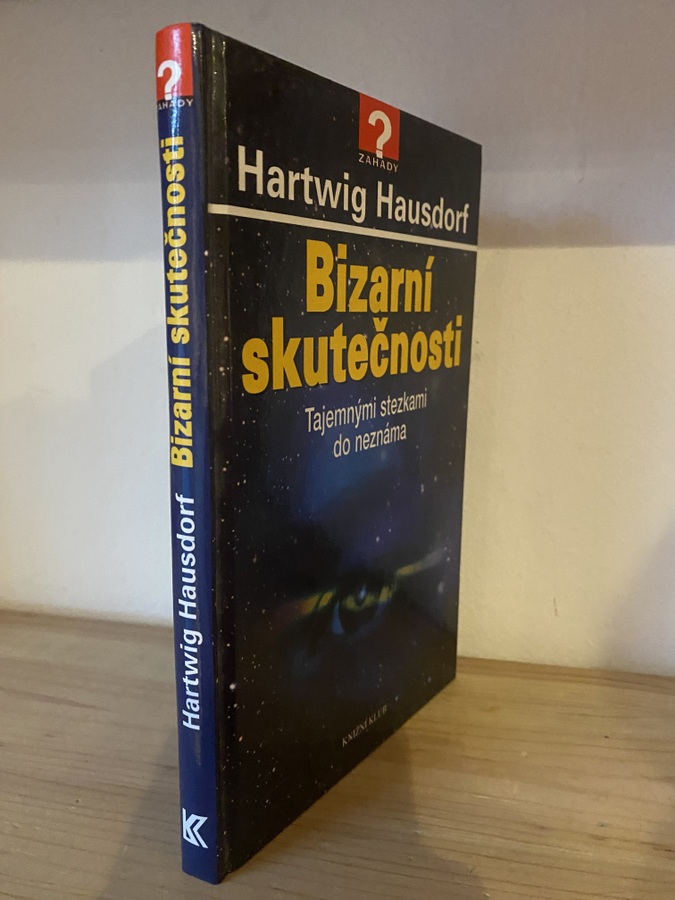 ?
ZÁHADY
Bizarní skutečnosti
Hartwig Hausdorf
?
ZÁHADY
Hartwig Hausdorf
Bizarní
skutečnosti
Tajemnými stezkami
do neznáma
KNIŽNÍ KLUB